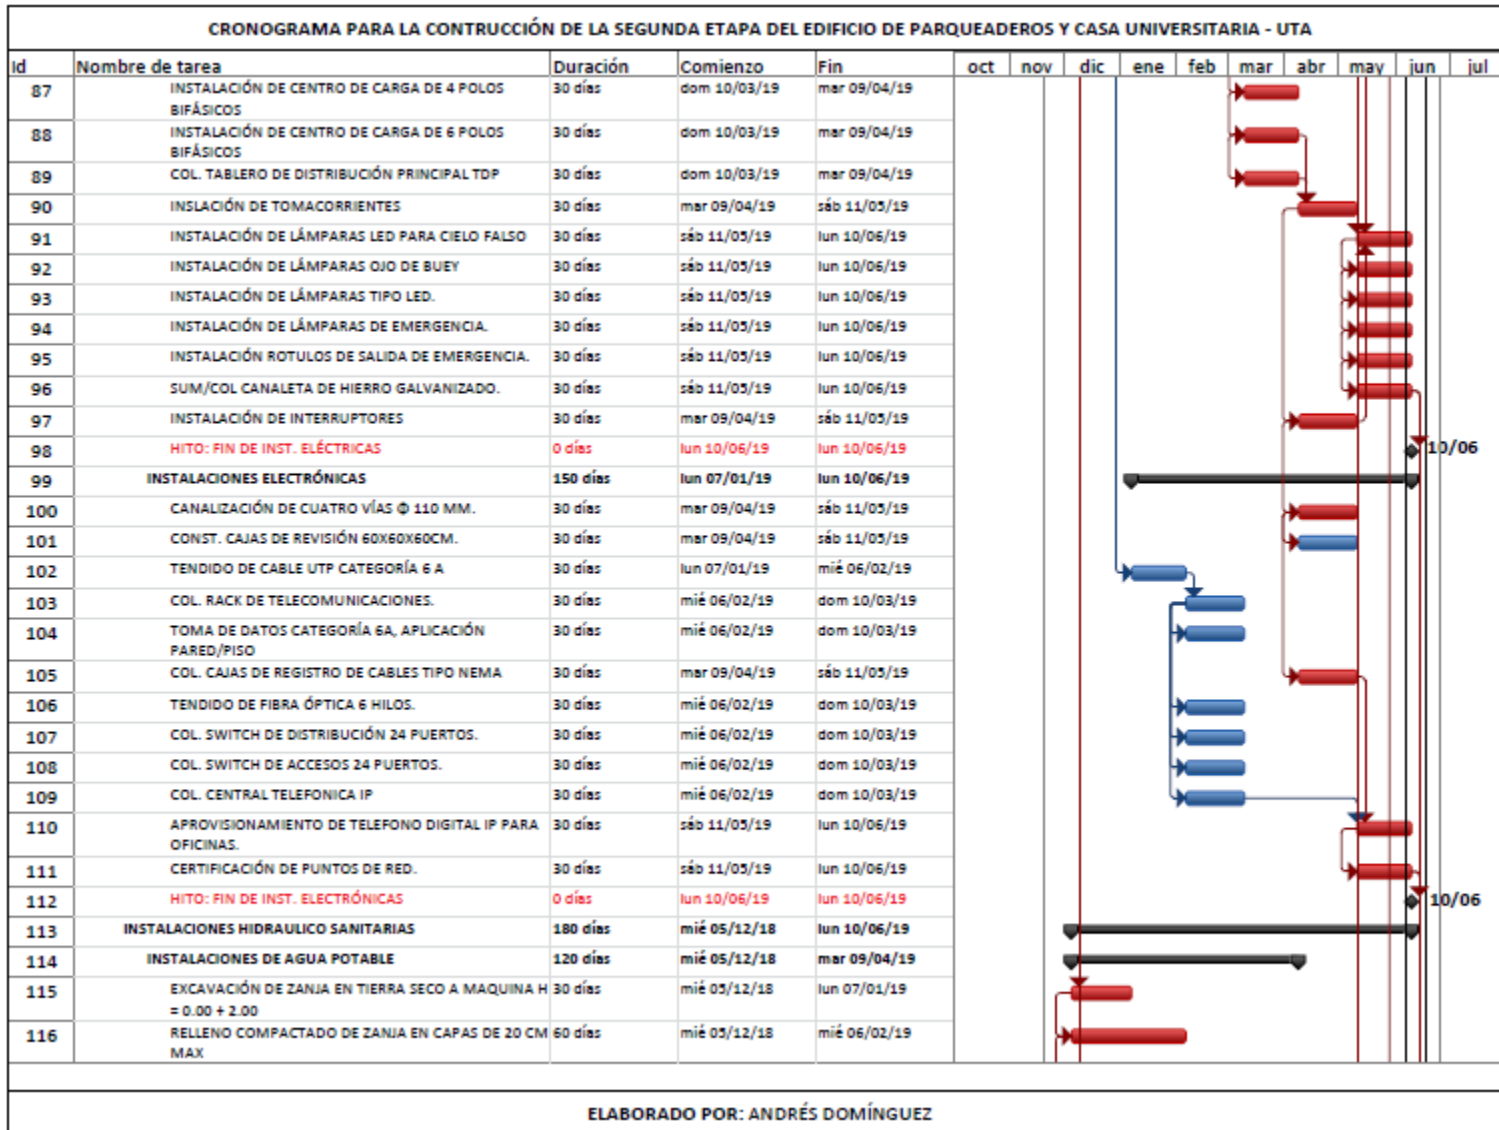 CRONOGRAMA PARA LA CONTRUCCIÓN DE LA SEGUNDA ETAPA DEL EDIFICIO DE PARQUEADEROS Y CASA UNIVERSITARIA - UTA
Id Nombre de tarea Duración Comienzo Fin oct nov dic ene feb mar abr may jun jul
87 INSTALACIÓN DE CENTRO DE CARGA DE 4 POLOS 30 días dom 10/03/19 mar 09/04/19
BIFÁSICOS
88 INSTALACIÓN DE CENTRO DE CARGA DE 6 POLOS 30 días dom 10/03/19 mar 09/04/19
BIFÁSICOS
89 COL. TABLERO DE DISTRIBUCIÓN PRINCIPAL TDP 30 días dom 10/03/19 mar 09/04/19
90 INSLACIÓN DE TOMACORRIENTES 30 días mar 09/04/19 sáb 11/05/19
91 INSTALACIÓN DE LÁMPARAS LED PARA CIELO FALSO 30 días sáb 11/05/19 lun 10/06/19
92 INSTALACIÓN DE LÁMPARAS OJO DE BUEY 30 días sáb 11/05/19 lun 10/06/19
93 INSTALACIÓN DE LÁMPARAS TIPO LED. 30 días sáb 11/05/19 lun 10/06/19
94 INSTALACIÓN DE LÁMPARAS DE EMERGENCIA. 30 días sáb 11/05/19 lun 10/06/19
95 INSTALACIÓN ROTULOS DE SALIDA DE EMERGENCIA. 30 días sáb 11/05/19 lun 10/06/19
96 SUM/COL CANALETA DE HIERRO GALVANIZADO. 30 días sáb 11/05/19 lun 10/06/19
97 INSTALACIÓN DE INTERRUPTORES 30 días mar 09/04/19 sáb 11/05/19
98 HITO: FIN DE INST. ELÉCTRICAS 0 días lun 10/06/19 lun 10/06/19 10/06
99 INSTALACIONES ELECTRÓNICAS 150 días lun 07/01/19 lun 10/06/19
100 CANALIZACIÓN DE CUATRO VÍAS Φ 110 MM. 30 días mar 09/04/19 sáb 11/05/19
101 CONST. CAJAS DE REVISIÓN 60X60X60CM. 30 días mar 09/04/19 sáb 11/05/19
102 TENDIDO DE CABLE UTP CATEGORÍA 6 A 30 días lun 07/01/19 mié 06/02/19
103 COL. RACK DE TELECOMUNICACIONES. 30 días mié 06/02/19 dom 10/03/19
104 TOMA DE DATOS CATEGORÍA 6A, APLICACIÓN 30 días mié 06/02/19 dom 10/03/19
PARED/PISO
105 COL. CAJAS DE REGISTRO DE CABLES TIPO NEMA 30 días mar 09/04/19 sáb 11/05/19
106 TENDIDO DE FIBRA ÓPTICA 6 HILOS. 30 días mié 06/02/19 dom 10/03/19
107 COL. SWITCH DE DISTRIBUCIÓN 24 PUERTOS. 30 días mié 06/02/19 dom 10/03/19
108 COL. SWITCH DE ACCESOS 24 PUERTOS. 30 días mié 06/02/19 dom 10/03/19
109 COL. CENTRAL TELEFONICA IP 30 días mié 06/02/19 dom 10/03/19
110 APROVISIONAMIENTO DE TELEFONO DIGITAL IP PARA 30 días sáb 11/05/19 lun 10/06/19
OFICINAS.
111 CERTIFICACIÓN DE PUNTOS DE RED. 30 días sáb 11/05/19 lun 10/06/19
112 HITO: FIN DE INST. ELECTRÓNICAS 0 días lun 10/06/19 lun 10/06/19 10/06
113 INSTALACIONES HIDRAULICO SANITARIAS 180 días mié 05/12/18 lun 10/06/19
114 INSTALACIONES DE AGUA POTABLE 120 días mié 05/12/18 mar 09/04/19
115 EXCAVACIÓN DE ZANJA EN TIERRA SECO A MAQUINA H 30 días mié 05/12/18 lun 07/01/19
= 0.00 + 2.00
116 RELLENO COMPACTADO DE ZANJA EN CAPAS DE 20 CM 60 días mié 05/12/18 mié 06/02/19
MAX
ELABORADO POR: ANDRÉS DOMÍNGUEZ